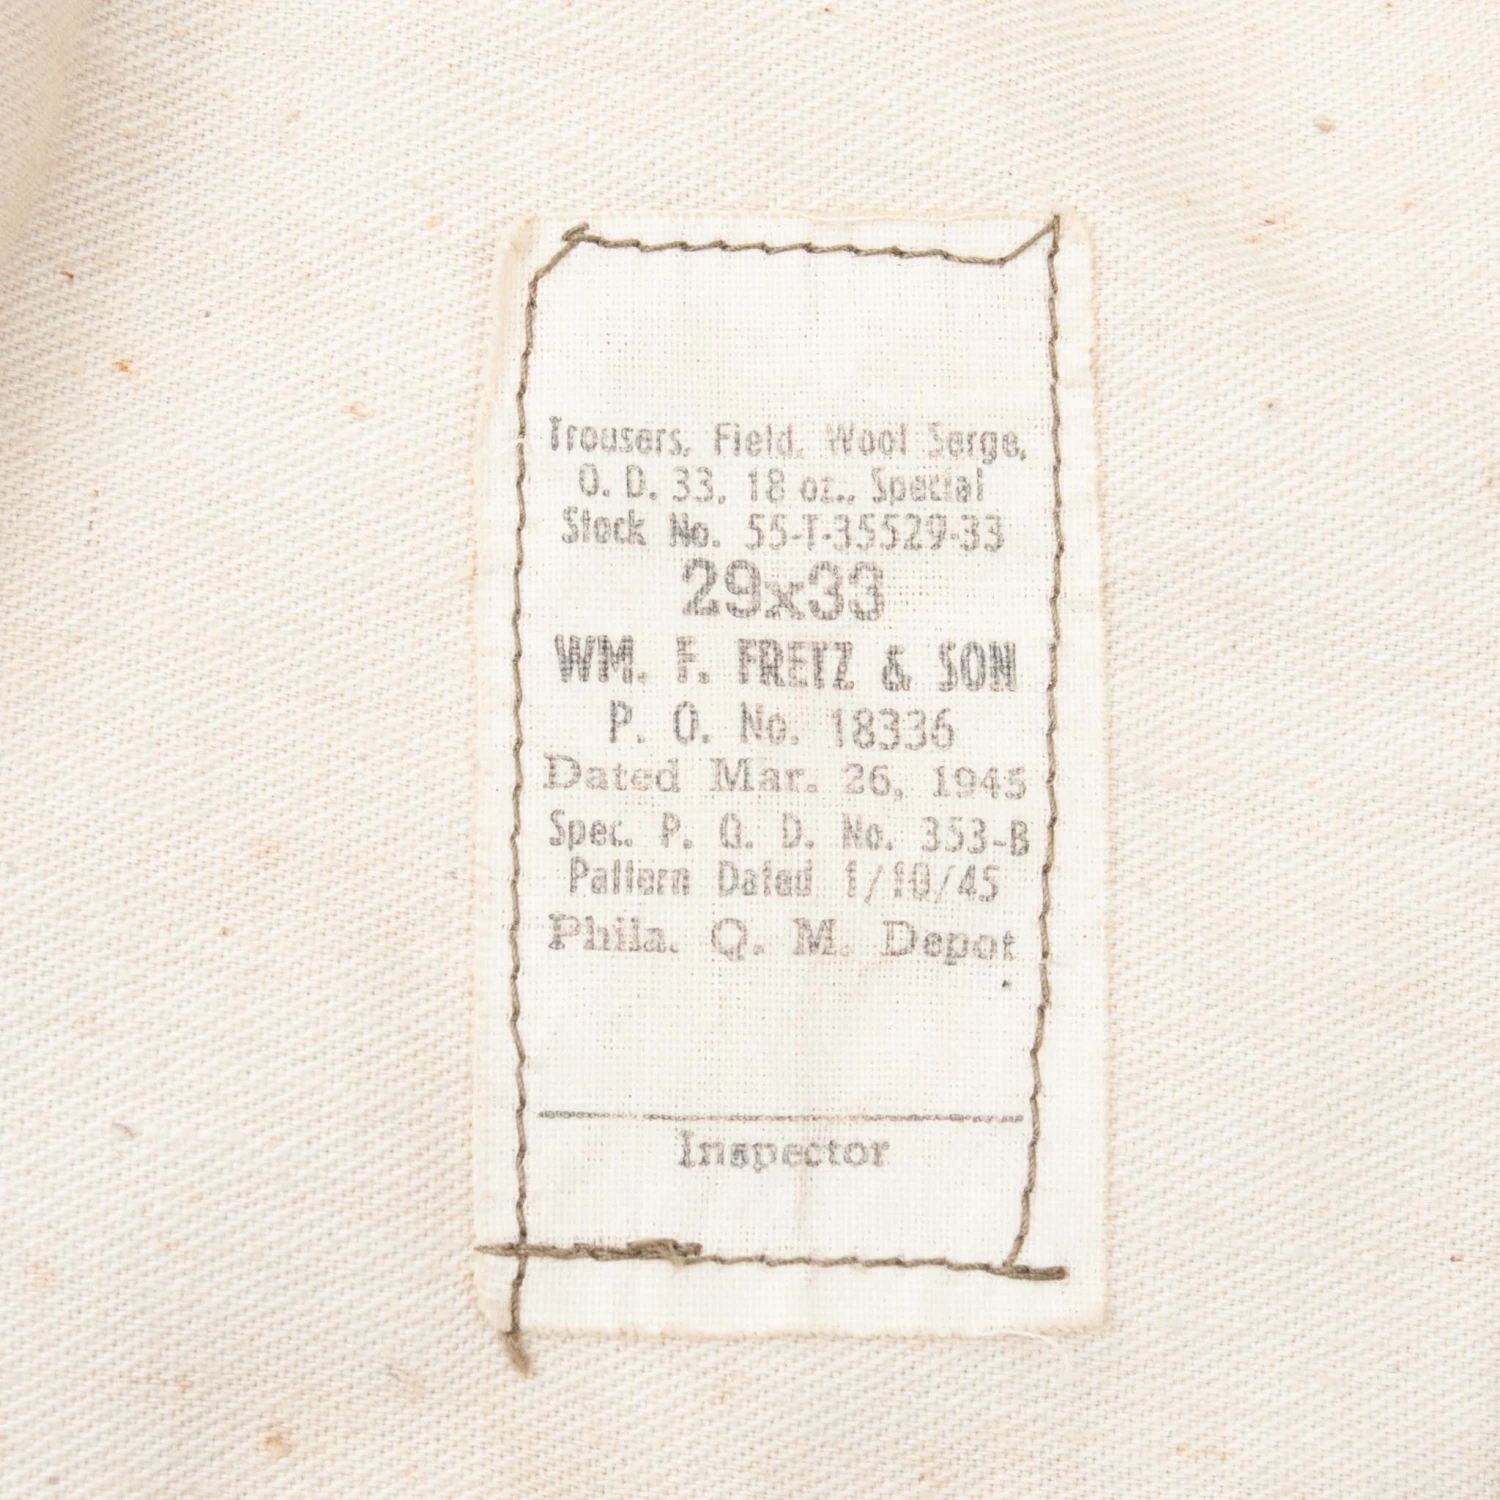 Trousers, Field, Wool Serge,
O. D. 33, 18 oz., Special
Stock No. 55-T-35529-33
29x33
WM. F. FRETZ & SON
P. O. No. 18336
Dated Mar. 26, 1945
Spec. P. Q. D. No. 353-B
Pattern Dated 1/10/45
Phila. Q. M. Depot
Inspector